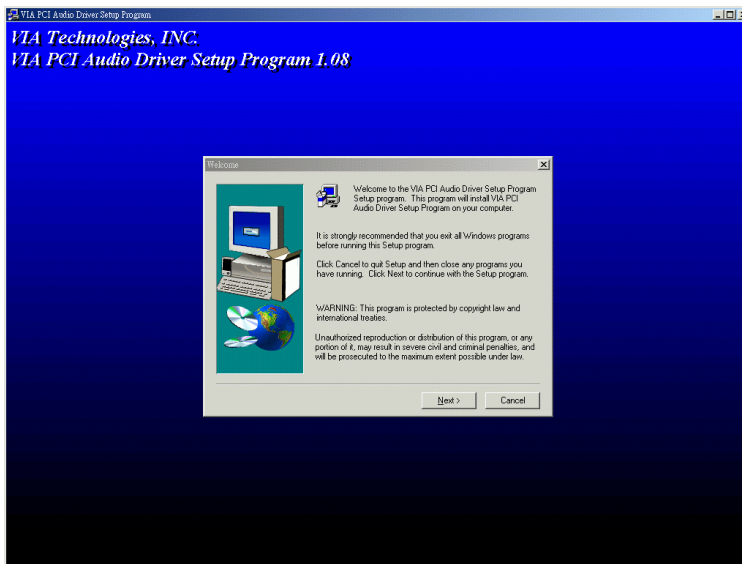 VIA PCI Audio Driver Setup Program
VIA Technologies, INC.
VIA PCI Audio Driver Setup Program 1.08
Welcome
Welcome to the VIA PCI Audio Driver Setup Program
Setup program. This program will install VIA PCI
Audio Driver Setup Program on your computer.
It is strongly recommended that you exit all Windows programs
before running this Setup program.
Click Cancel to quit Setup and then close any programs you
have running. Click Next to continue with the Setup program.
WARNING: This program is protected by copyright law and
international treaties.
Unauthorized reproduction or distribution of this program, or any
portion of it, may result in severe civil and criminal penalties, and
will be prosecuted to the maximum extent possible under law.
Next >
Cancel